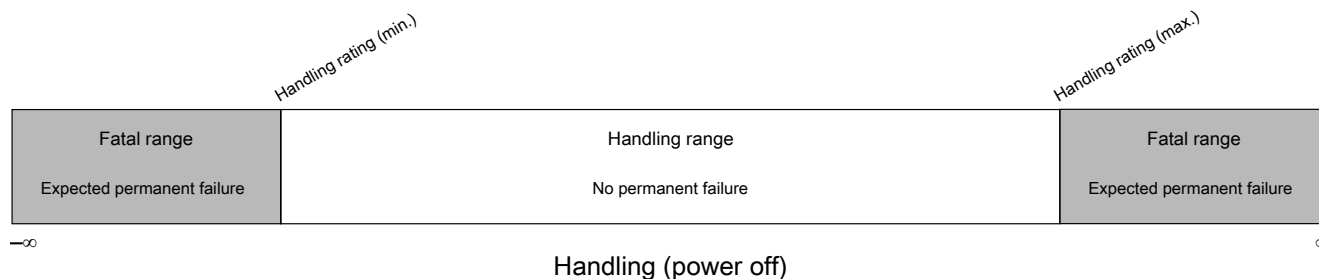 Handling rating (min.)
Handling rating (max.)
Fatal range
Handling range
Fatal range
Expected permanent failure
No permanent failure
Expected permanent failure
–∞
Handling (power off)